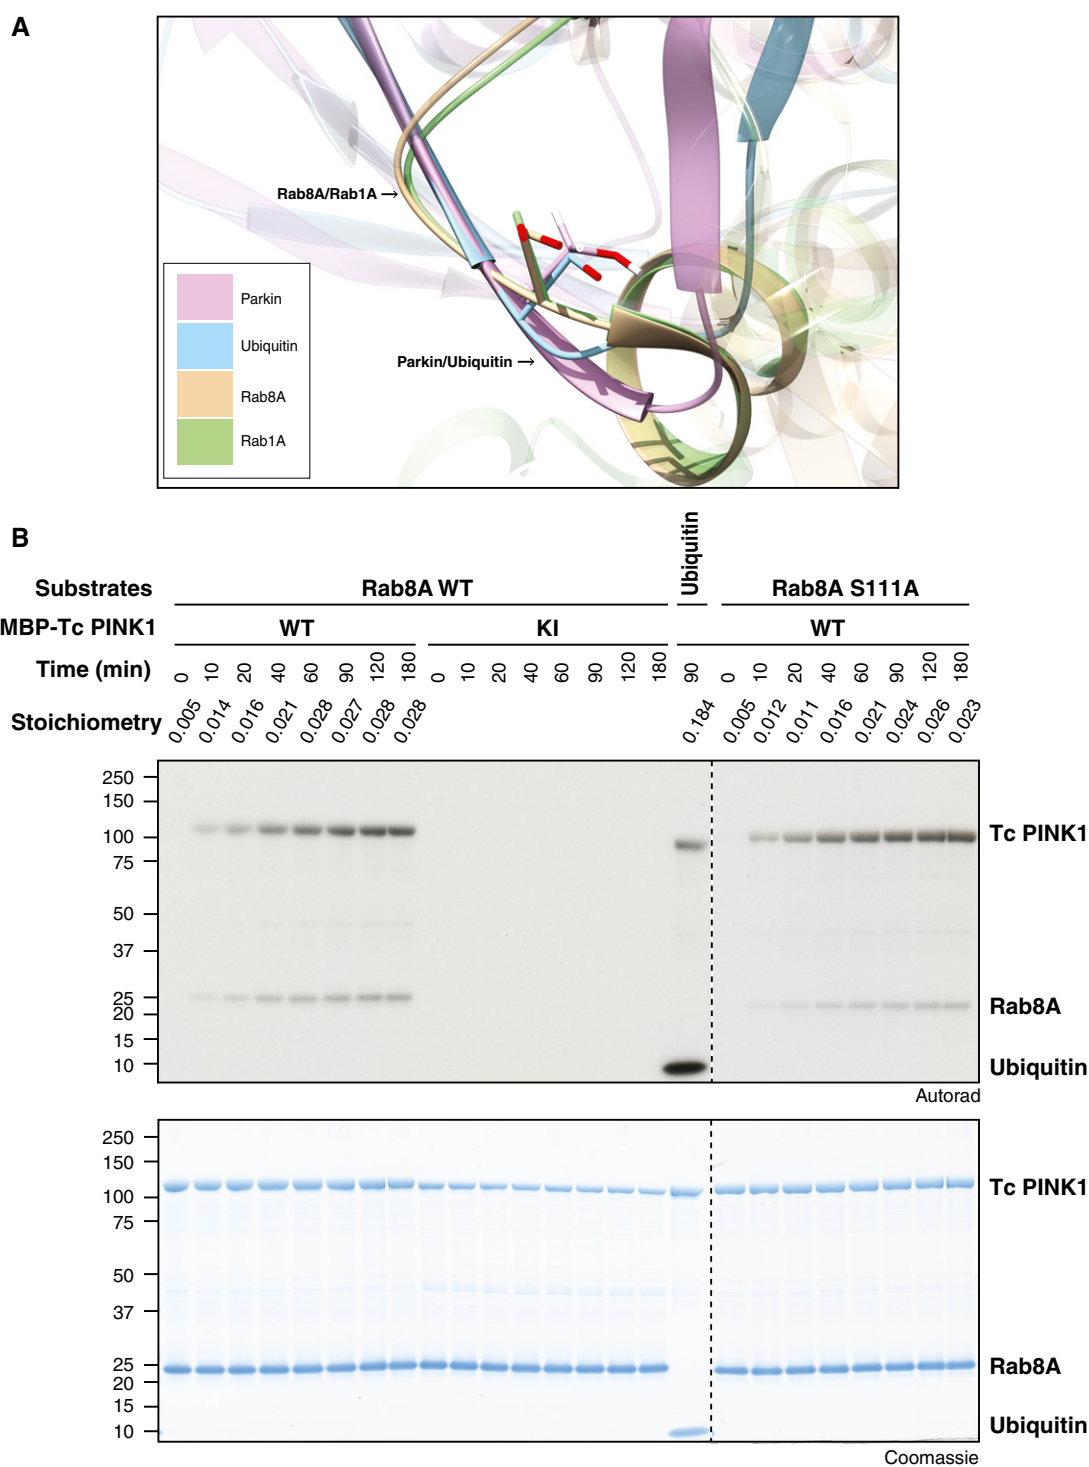 A
Rab8A/Rab1A
Parkin/Ubiquitin
Parkin
Ubiquitin
Rab8A
Rab1A
B
Substrates Rab8A WT Ubiquitin Rab8A S111A
MBP-Tc PINK1 WT KI WT
Time (min) 0 10 20 40 60 90 120 180 0 10 20 40 60 90 120 180 90 0 10 20 40 60 90 120 180
Stoichiometry 0.005 0.014 0.016 0.021 0.028 0.027 0.028 0.028 0.184 0.005 0.012 0.011 0.016 0.021 0.024 0.026 0.023
250
150
100 Tc PINK1
75
50
37
25 Rab8A
20
15
10 Ubiquitin
Autorad
250
150
100 Tc PINK1
75
50
37
25 Rab8A
20
15
10 Ubiquitin
Coomassie